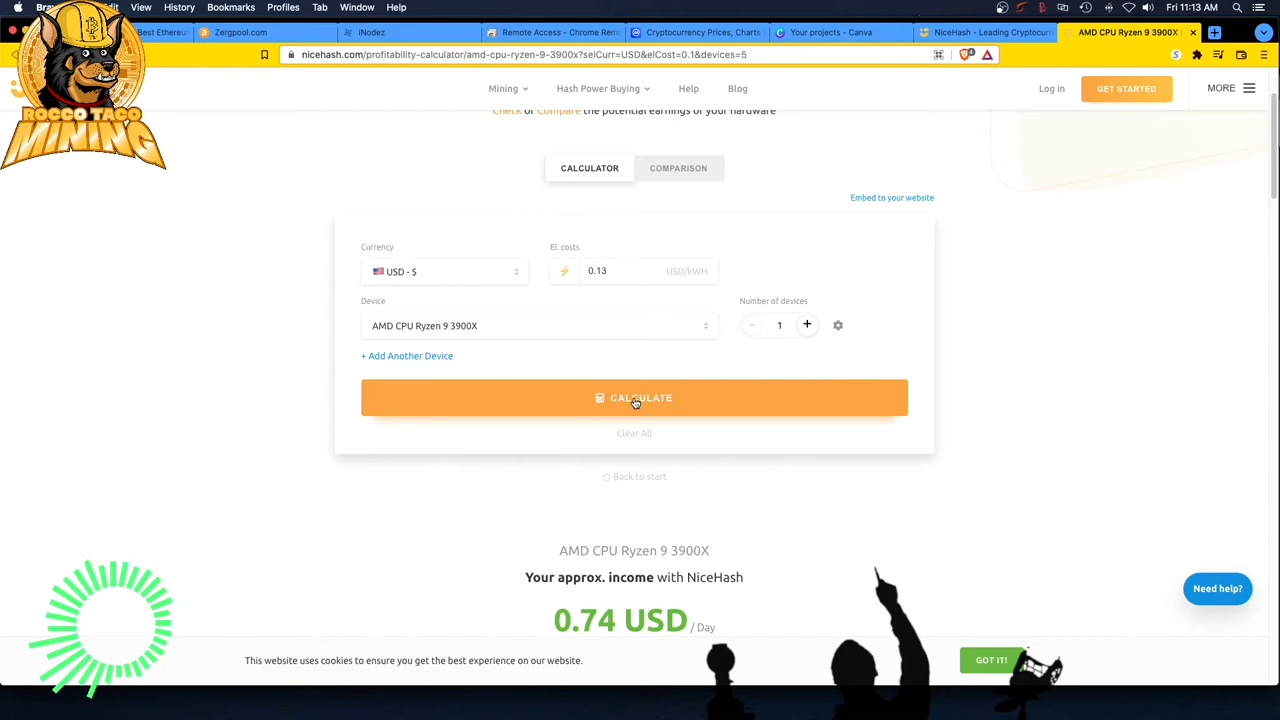 View History Bookmarks Profiles Tab Window Help
Fri 11:13 AM
Best Ethereu
Zergpool.com
iNodez
Remote Access - Chrome Rem
Cryptocurrency Prices, Charts
Your projects - Canva
NiceHash - Leading Cryptocurr
AMD CPU Ryzen 9 3900X
nicehash.com/profitability-calculator/amd-cpu-ryzen-9-3900x?selCurr=USD&elCost=0.1&devices=5
ROCCO TACO
MINING
Mining
Hash Power Buying
Help
Blog
Log in
GET STARTED
MORE
Check or Compare the potential earnings of your hardware
CALCULATOR
COMPARISON
Embed to your website
Currency
El. costs
USD - $
0.13
USD/kWH
Device
Number of devices
AMD CPU Ryzen 9 3900X
1
+ Add Another Device
CALCULATE
Clear All
Back to start
AMD CPU Ryzen 9 3900X
Your approx. income with NiceHash
0.74 USD / Day
Need help?
This website uses cookies to ensure you get the best experience on our website.
GOT IT!